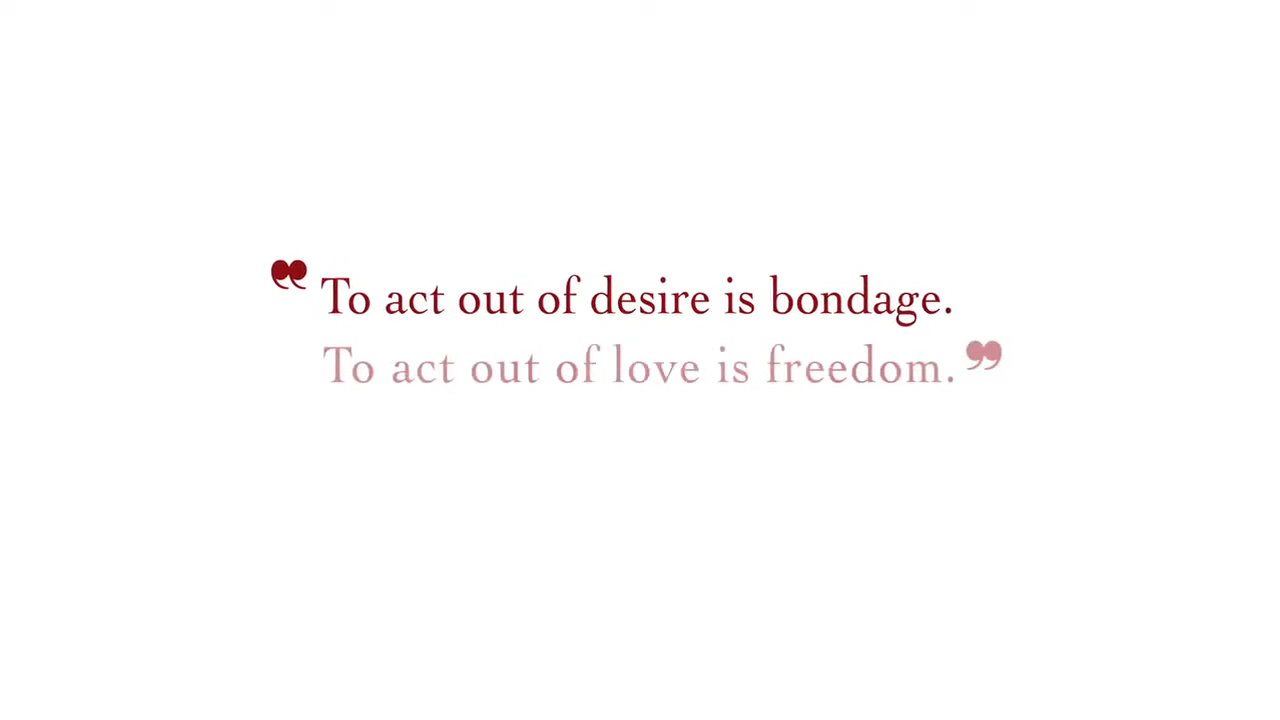 “To act out of desire is bondage.
To act out of love is freedom.”